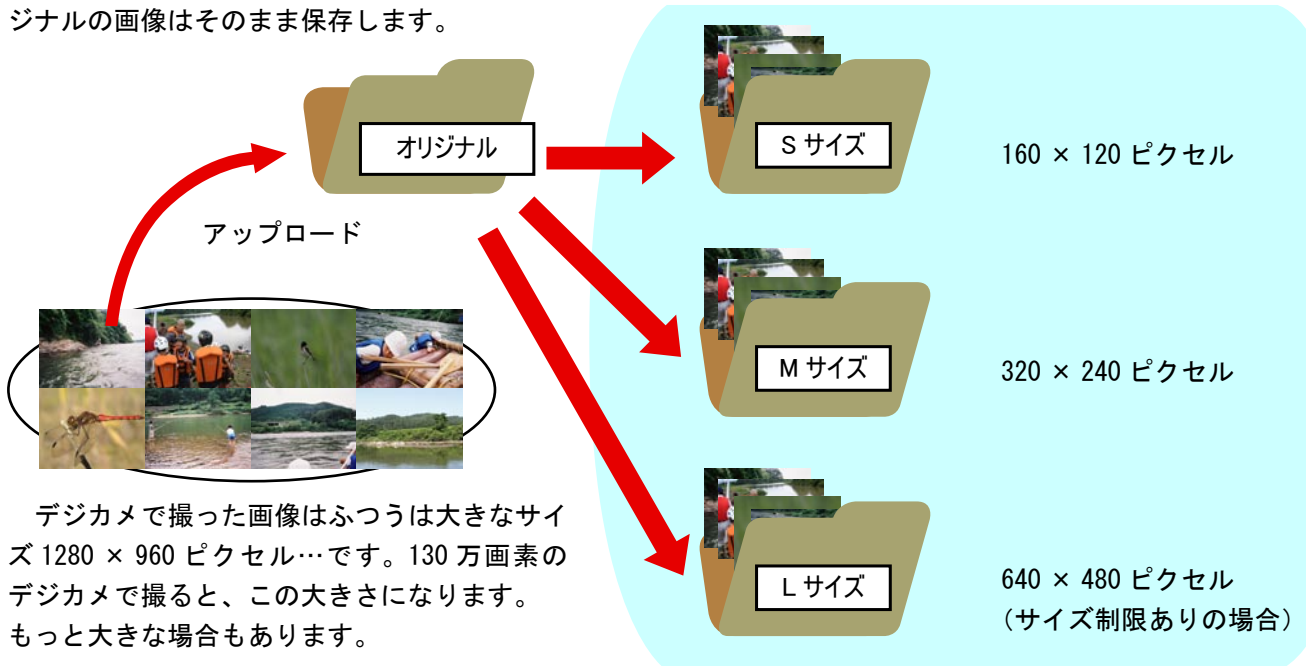 ジナルの画像はそのまま保存します。
オリジナル
アップロード
S サイズ
160 × 120 ピクセル
M サイズ
320 × 240 ピクセル
L サイズ
640 × 480 ピクセル
（サイズ制限ありの場合）
デジカメで撮った画像はふつうは大きなサイ
ズ 1280 × 960 ピクセル…です。130 万画素の
デジカメで撮ると、この大きさになります。
もっと大きな場合もあります。